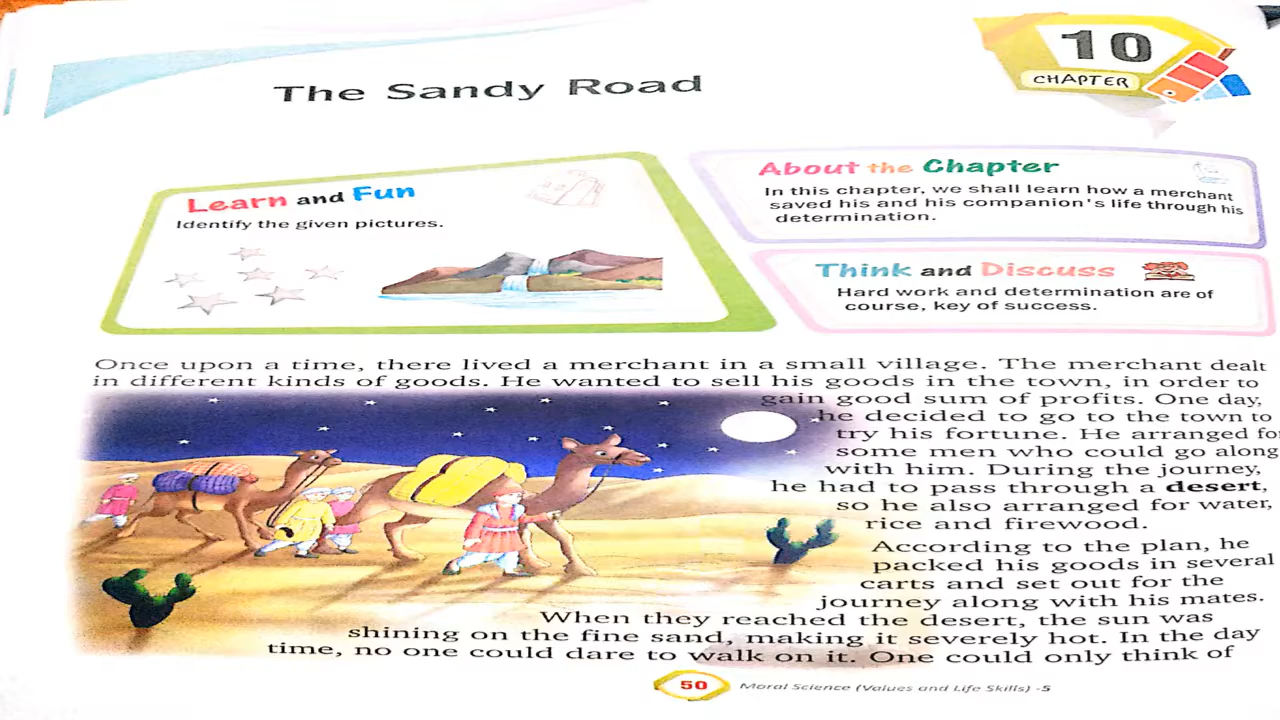 10
CHAPTER
The Sandy Road
Learn and Fun
Identify the given pictures.
About the Chapter
In this chapter, we shall learn how a merchant
saved his and his companion's life through his
determination.
Think and Discuss
Hard work and determination are of
course, key of success.
Once upon a time, there lived a merchant in a small village. The merchant dealt
in different kinds of goods. He wanted to sell his goods in the town, in order to
gain good sum of profits. One day,
he decided to go to the town to
try his fortune. He arranged for
some men who could go along
with him. During the journey,
he had to pass through a desert,
so he also arranged for water,
rice and firewood.
According to the plan, he
packed his goods in several
carts and set out for the
journey along with his mates.
When they reached the desert, the sun was
shining on the fine sand, making it severely hot. In the day
time, no one could dare to walk on it. One could only think of
50
Moral Science (Values and Life Skills) -5